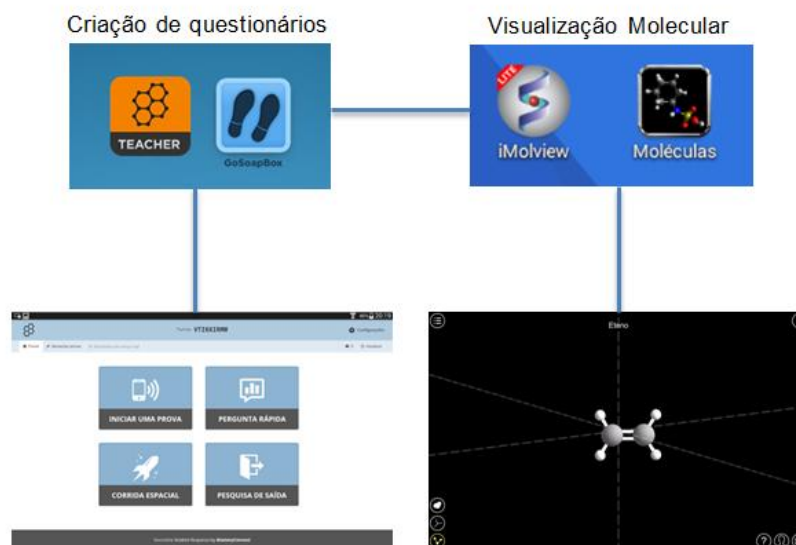 Criação de questionários
Visualização Molecular
TEACHER
GoSoapBox
LITE
iMolview
Moléculas
INICIAR UMA PROVA
PERGUNTA RÁPIDA
CORRIDA ESPACIAL
PESQUISA DE SAÍDA
Eteno